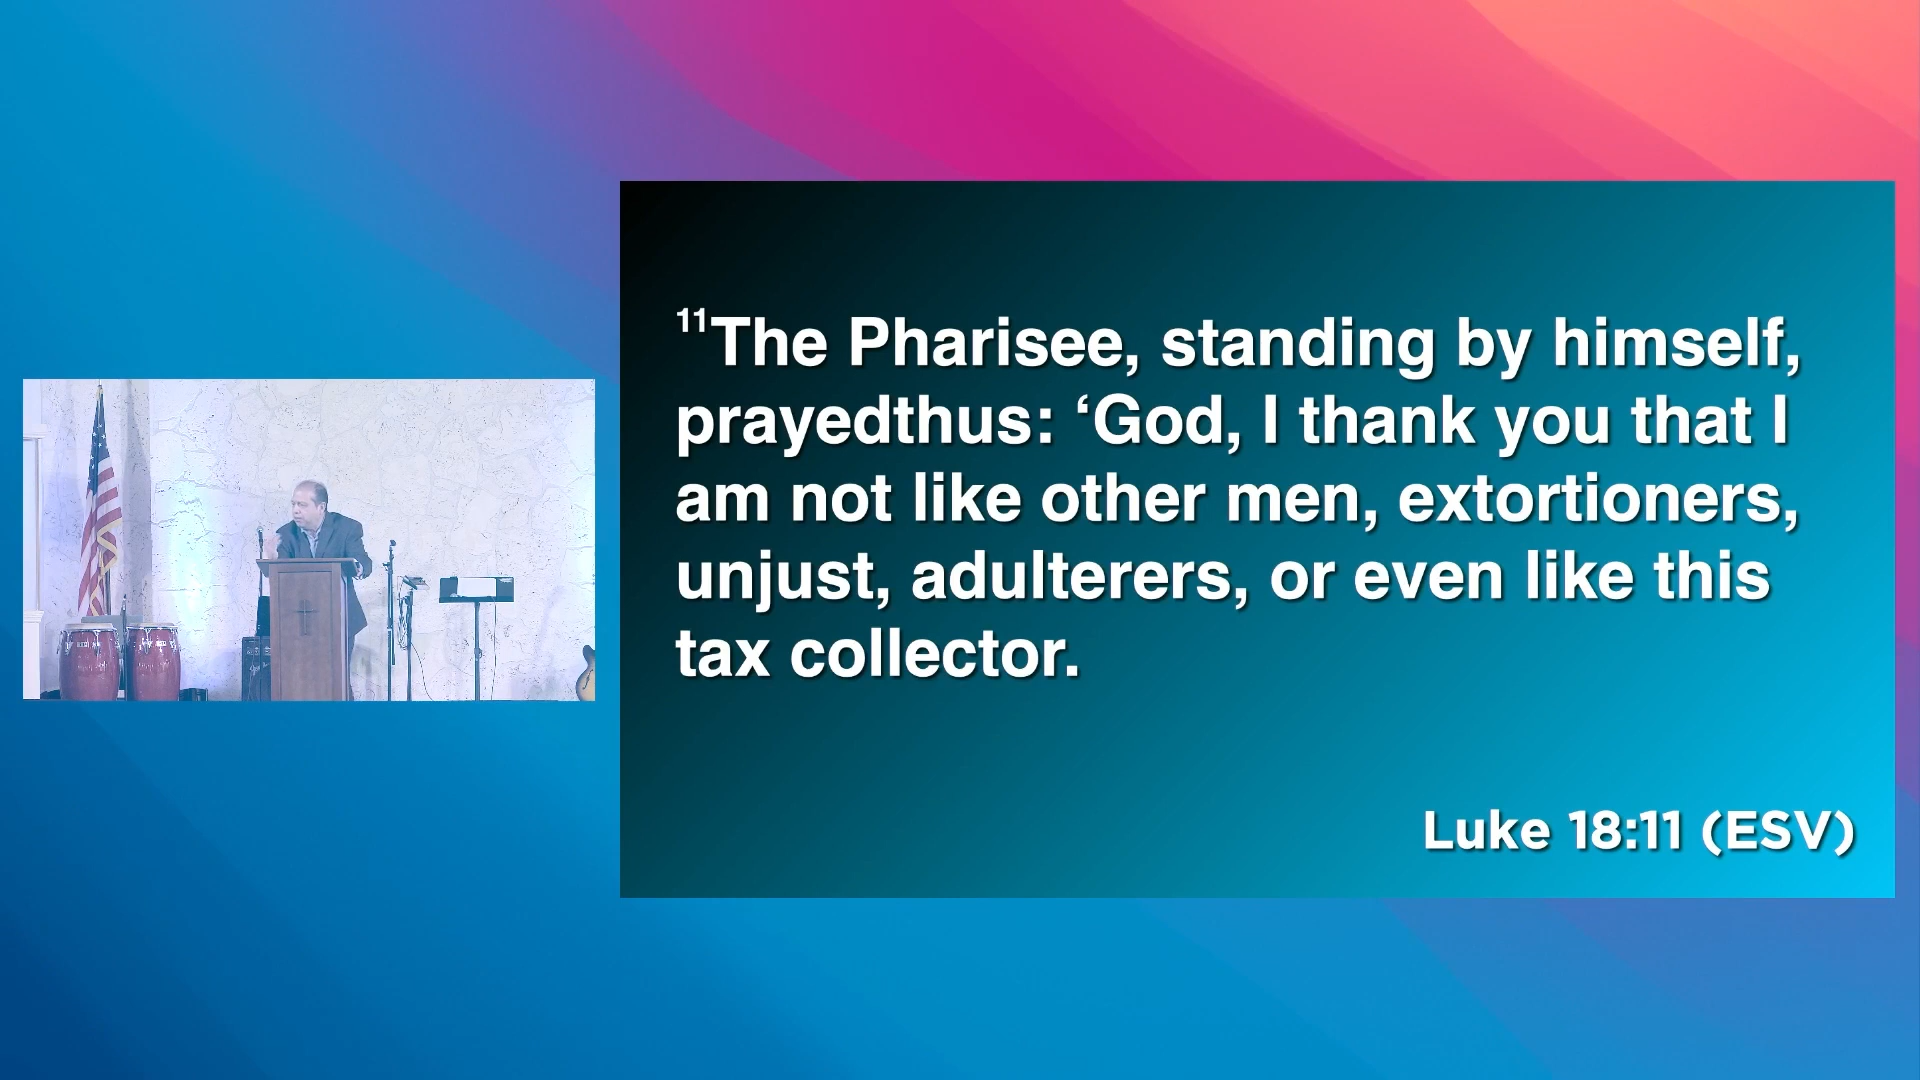 11The Pharisee, standing by himself,
prayedthus: ‘God, I thank you that I
am not like other men, extortioners,
unjust, adulterers, or even like this
tax collector.
Luke 18:11 (ESV)